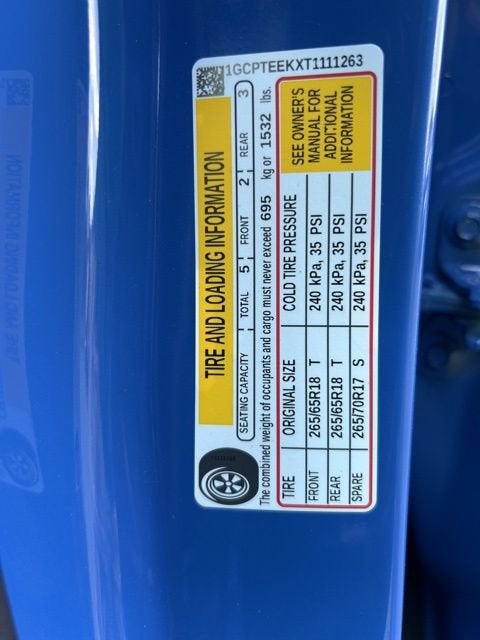 1GCPTEEKXT1111263
TIRE AND LOADING INFORMATION
SEATING CAPACITY TOTAL 5 FRONT 2 REAR 3
The combined weight of occupants and cargo must never exceed 695 kg or 1532 lbs.
TIRE ORIGINAL SIZE COLD TIRE PRESSURE
FRONT 265/65R18 T 240 kPa, 35 PSI
REAR 265/65R18 T 240 kPa, 35 PSI
SPARE 265/70R17 S 240 kPa, 35 PSI
SEE OWNER'S
MANUAL FOR
ADDITIONAL
INFORMATION